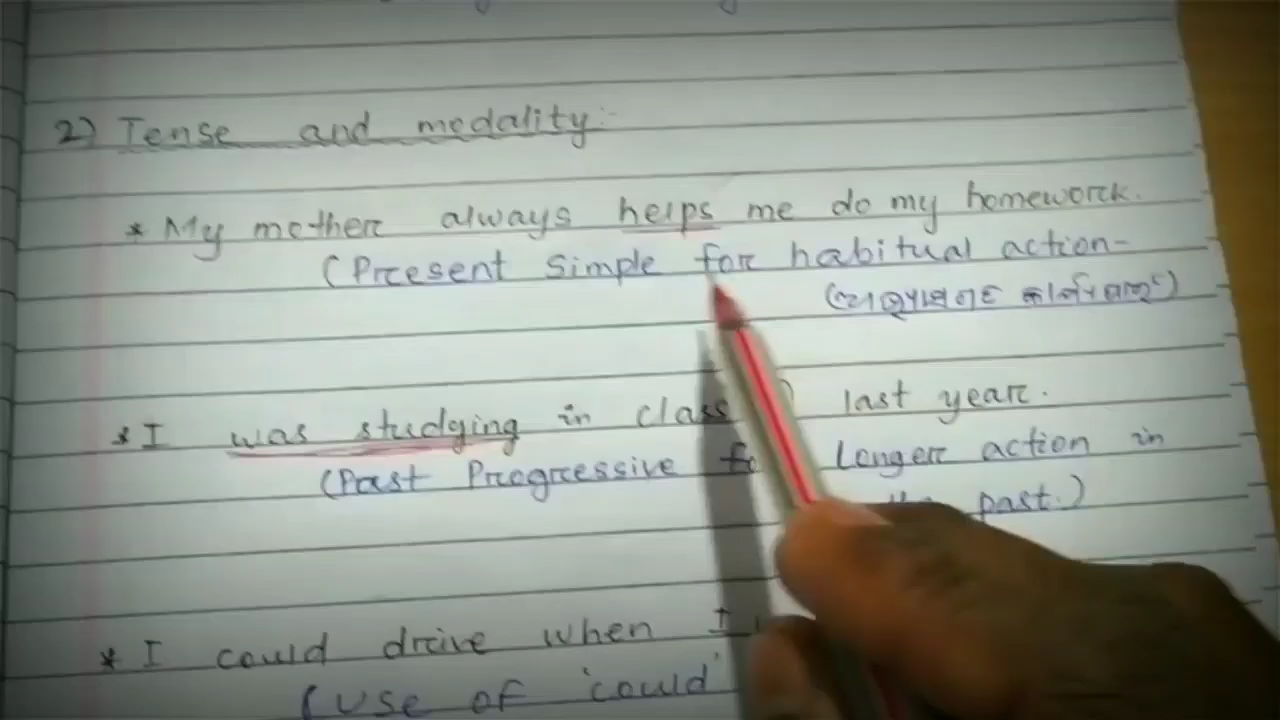 2) Tense and modality:
* My mother always helps me do my homework.
(Present simple for habitual action-
* I was studying in class last year.
(Past Progressive longer action in
past.)
* I could drive when I
(use of 'could'